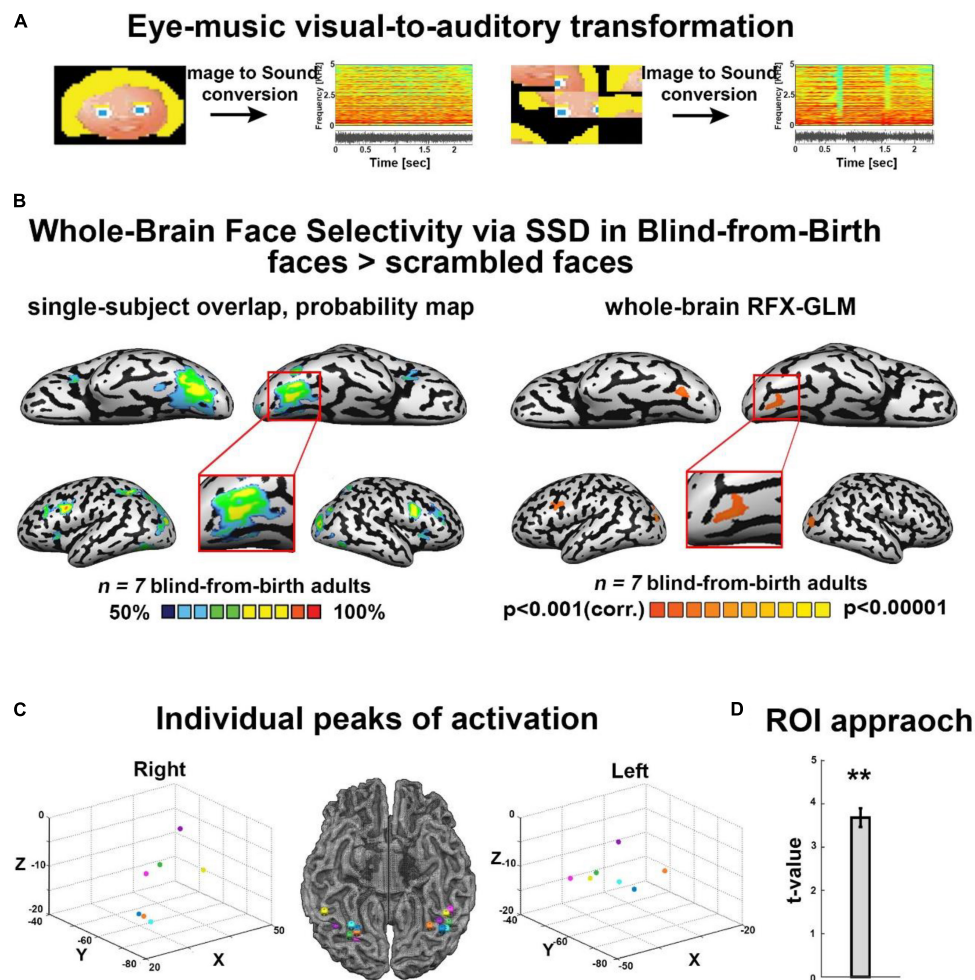 A
Eye-music visual-to-auditory transformation
mage to Sound
conversion
Frequency [KHz]
5
2.5
0
0 0.5 1 1.5 2
Time [sec]
Image to Sound
conversion
Frequency [KHz]
5
2.5
0
0 0.5 1 1.5 2
Time [sec]
B
Whole-Brain Face Selectivity via SSD in Blind-from-Birth
faces > scrambled faces
single-subject overlap, probability map
whole-brain RFX-GLM
n = 7 blind-from-birth adults
50% 100%
n = 7 blind-from-birth adults
p<0.001(corr.) p<0.00001
C
Individual peaks of activation
Right
0
Z -10
-20
-40
-60
Y
-80
20
X
50
Left
0
Z -10
-20
-40
Y -60
-80
-50
X
-20
D
ROI appraoch
**
t-value
5
4
3
2
1
0